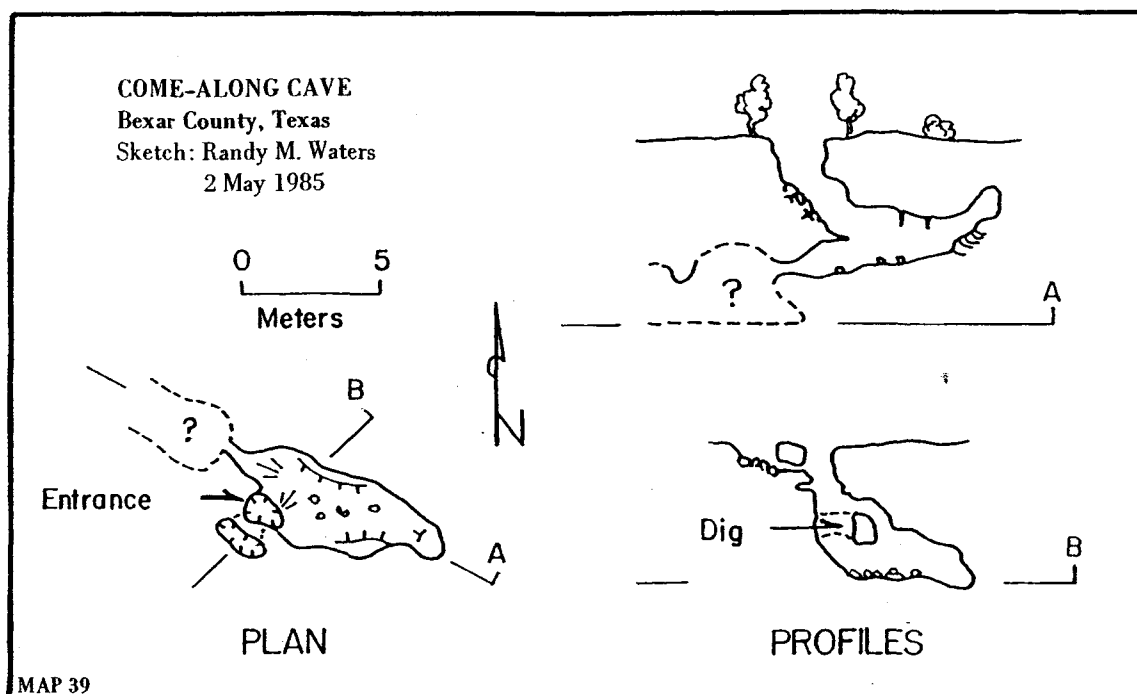 COME-ALONG CAVE
Bexar County, Texas
Sketch: Randy M. Waters
2 May 1985
0 5
Meters
N
A
?
B
?
Entrance
A
Dig
B
PLAN
PROFILES
MAP 39